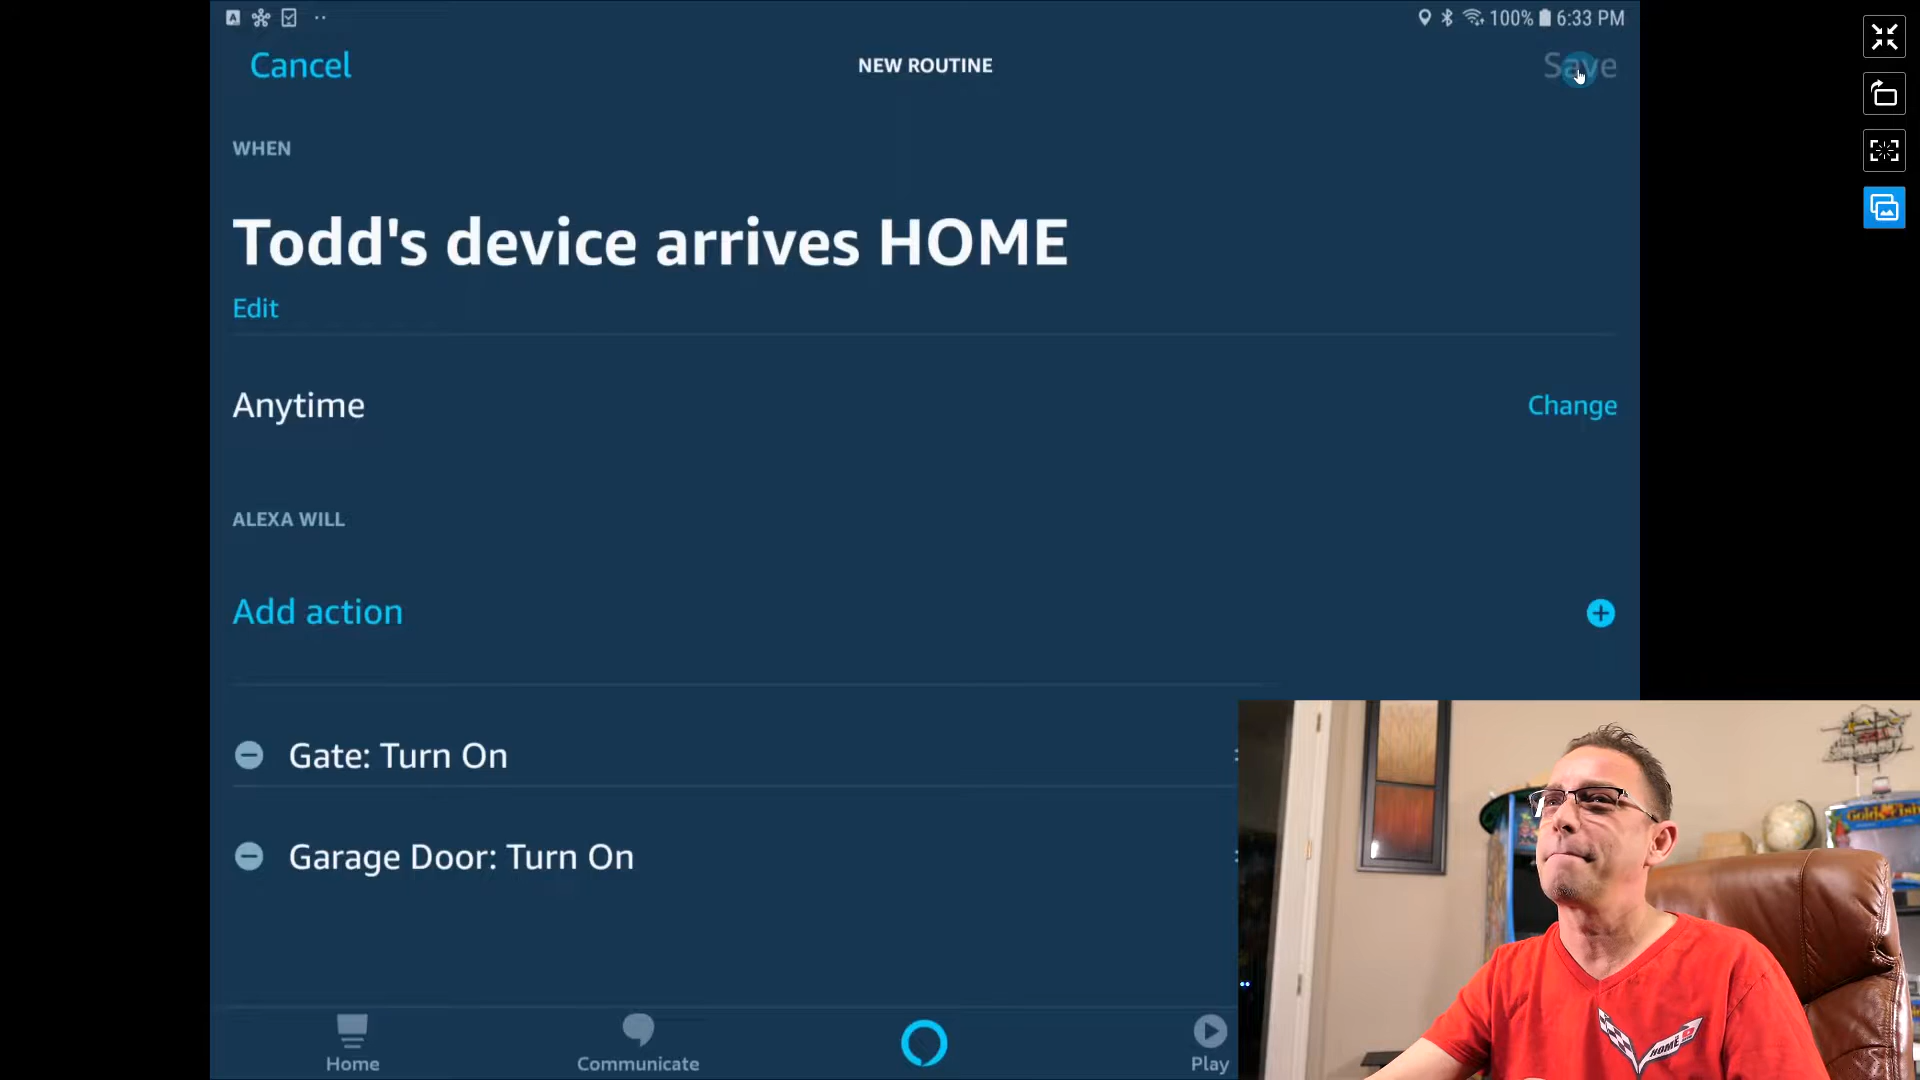 100% 6:33 PM
Cancel
NEW ROUTINE
Save
WHEN
Todd's device arrives HOME
Edit
Anytime
Change
ALEXA WILL
Add action
Gate: Turn On
Garage Door: Turn On
Home
Communicate
Play
HOME